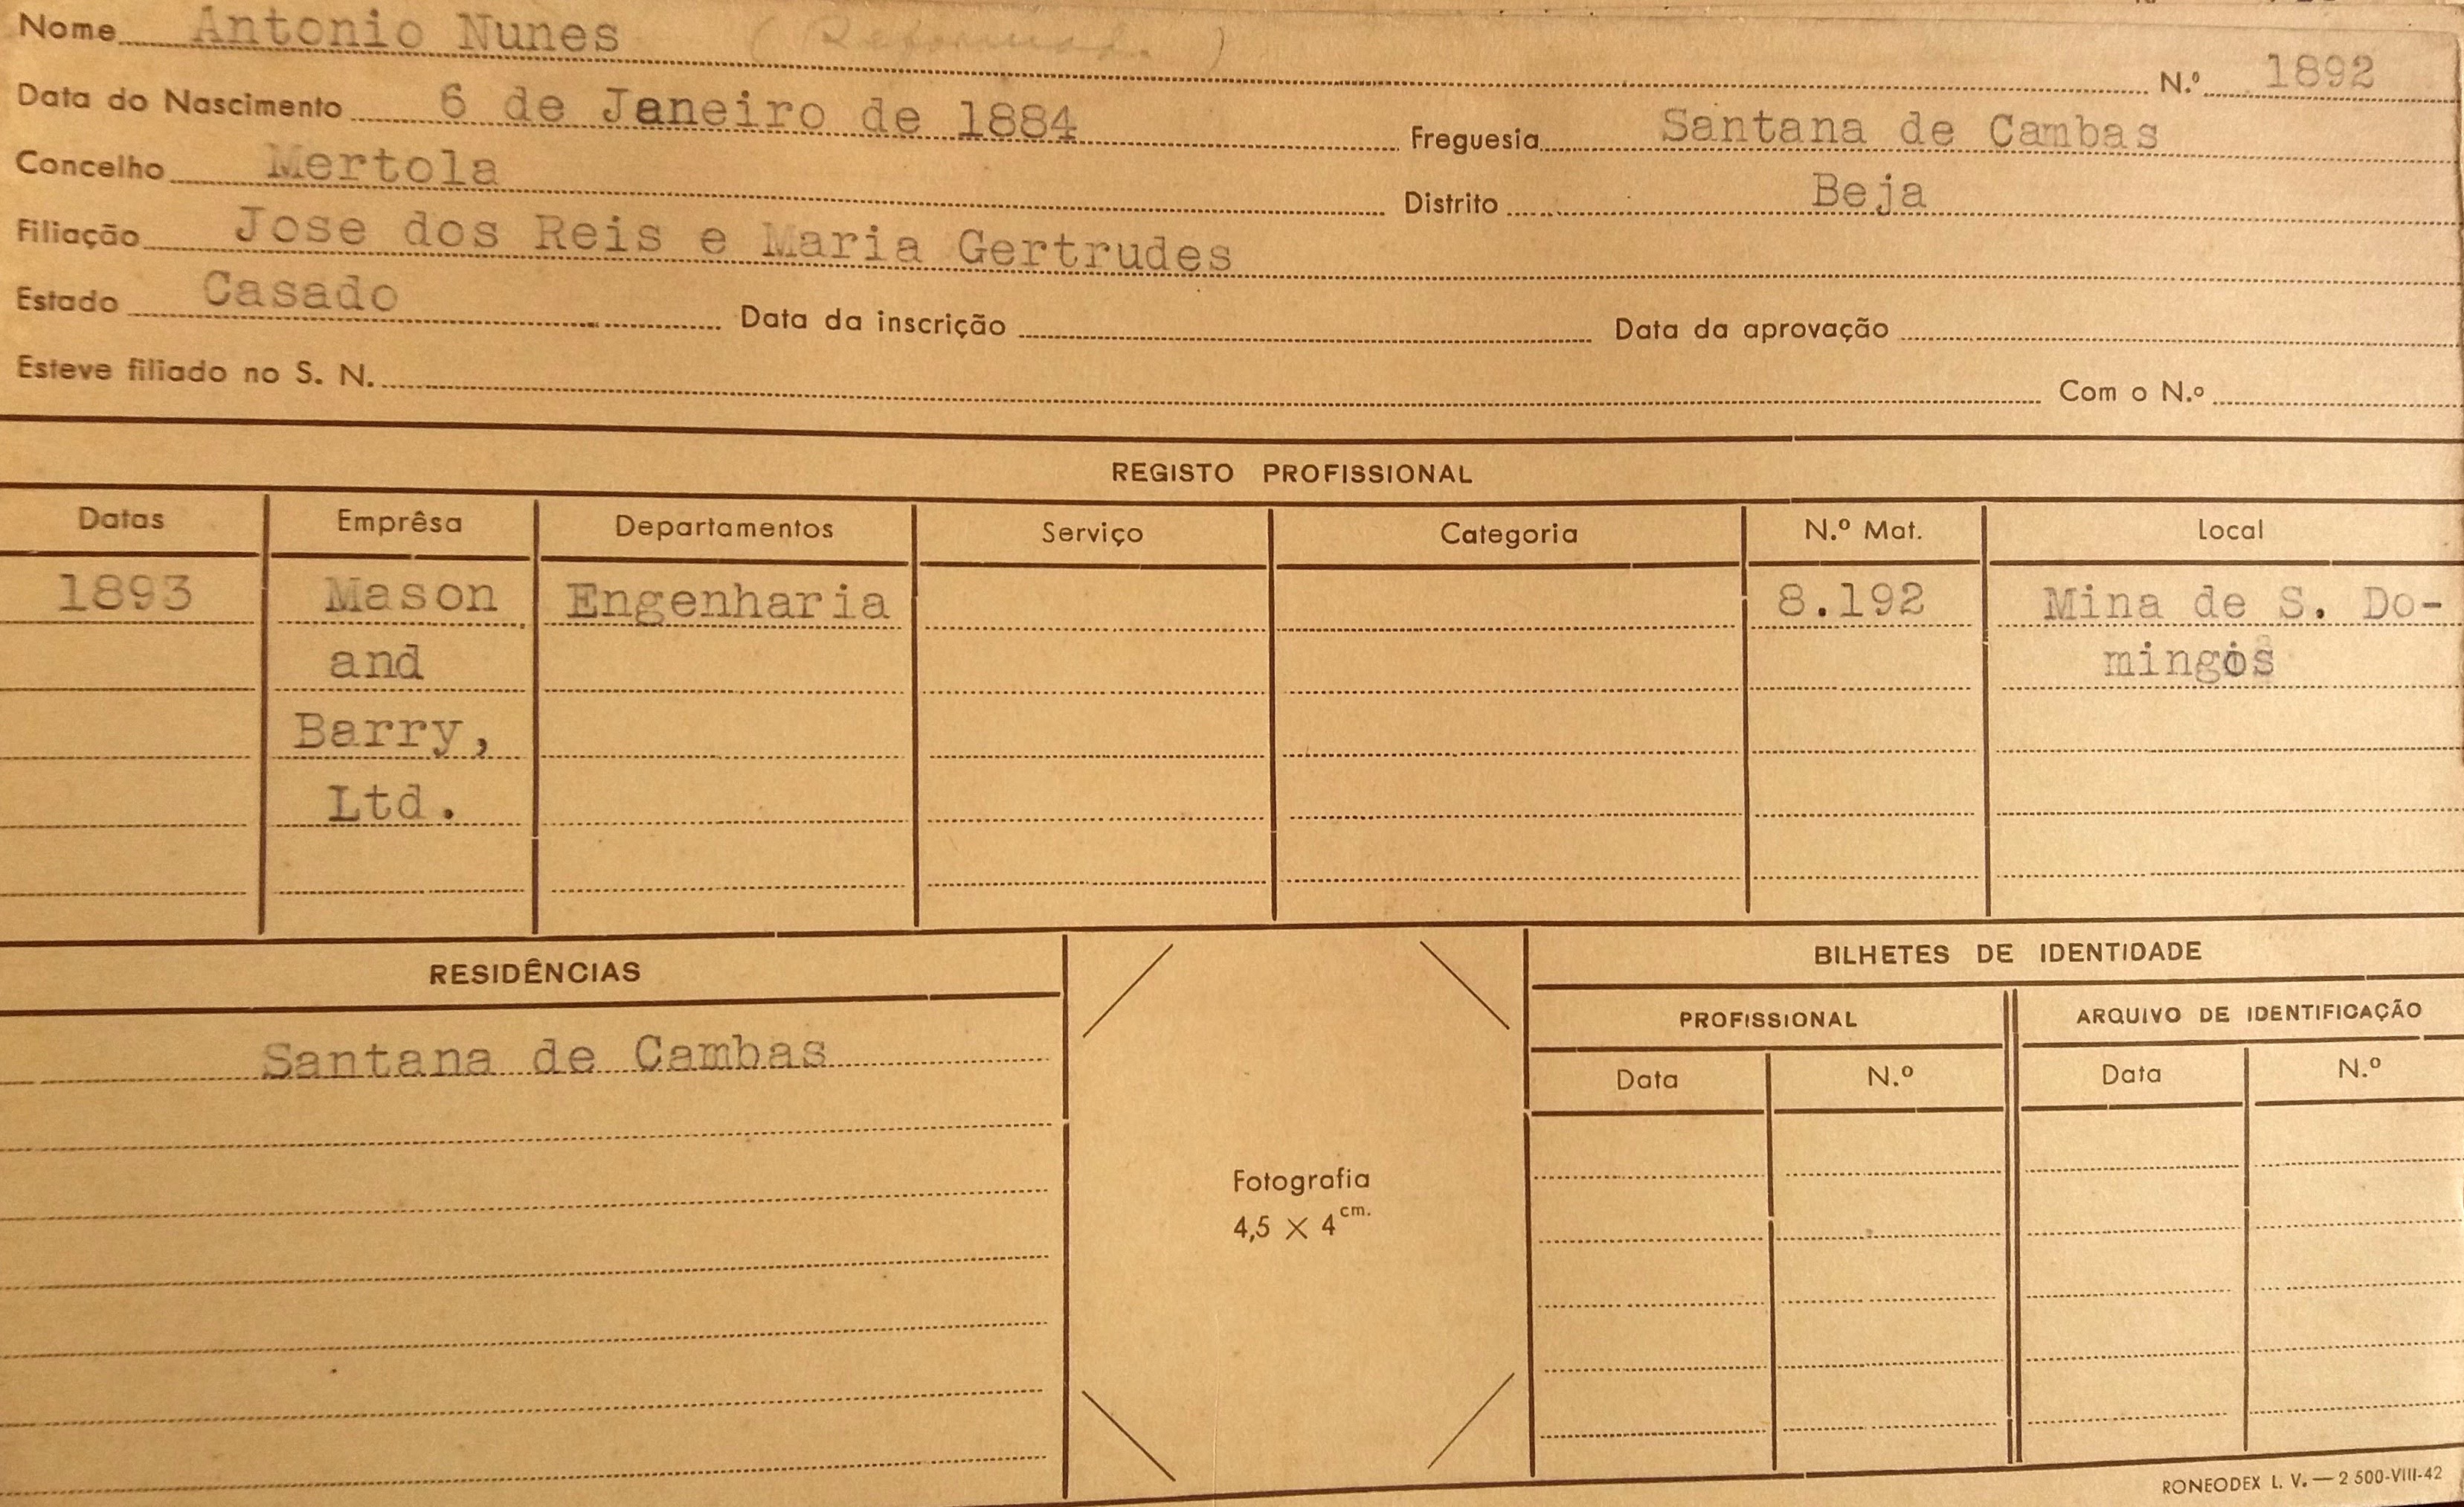 Nome Antonio Nunes (Reformado)
N.º 1892
Data do Nascimento 6 de Janeiro de 1884 Freguesia Santana de Cambas
Concelho Mertola Distrito Beja
Filiação Jose dos Reis e Maria Gertrudes
Estado Casado Data da inscrição Data da aprovação
Esteve filiado no S. N. Com o N.º
REGISTO PROFISSIONAL
Datas Emprêsa Departamentos Serviço Categoria N.º Mat. Local
1893 Mason Engenharia 8.192 Mina de S. Do-
and mingos
Barry,
Ltd.
RESIDÊNCIAS BILHETES DE IDENTIDADE
PROFISSIONAL ARQUIVO DE IDENTIFICAÇÃO
Santana de Cambas
Data N.º Data N.º
Fotografia
4,5 × 4 cm.
RONEODEX L. V. — 2 500-VIII-42